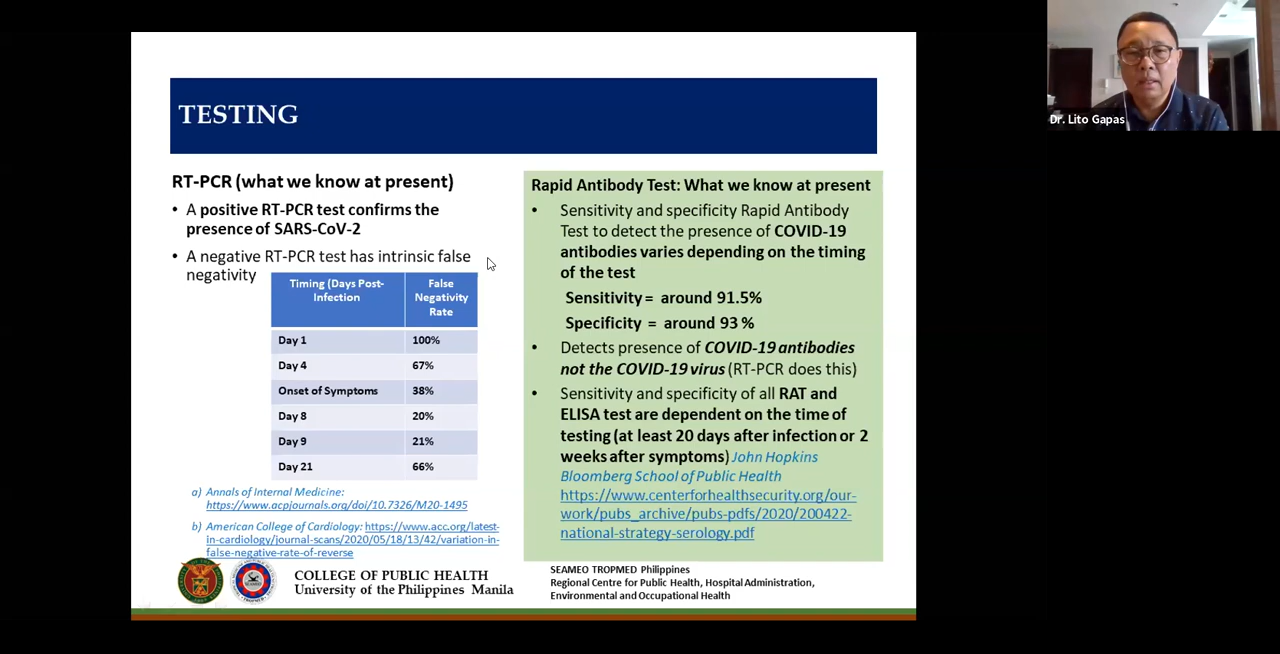 TESTING
RT-PCR (what we know at present)
• A positive RT-PCR test confirms the
presence of SARS-CoV-2
• A negative RT-PCR test has intrinsic false
negativity
Timing (Days Post-
Infection
False
Negativity
Rate
Day 1 100%
Day 4 67%
Onset of Symptoms 38%
Day 8 20%
Day 9 21%
Day 21 66%
a) Annals of Internal Medicine:
https://www.acpjournals.org/doi/10.7326/M20-1495
b) American College of Cardiology: https://www.acc.org/latest-
in-cardiology/journal-scans/2020/05/18/13/42/variation-in-
false-negative-rate-of-reverse
Rapid Antibody Test: What we know at present
• Sensitivity and specificity Rapid Antibody
Test to detect the presence of COVID-19
antibodies varies depending on the timing
of the test
Sensitivity = around 91.5%
Specificity = around 93 %
• Detects presence of COVID-19 antibodies
not the COVID-19 virus (RT-PCR does this)
• Sensitivity and specificity of all RAT and
ELISA test are dependent on the time of
testing (at least 20 days after infection or 2
weeks after symptoms) John Hopkins
Bloomberg School of Public Health
https://www.centerforhealthsecurity.org/our-
work/pubs_archive/pubs-pdfs/2020/200422-
national-strategy-serology.pdf
COLLEGE OF PUBLIC HEALTH
University of the Philippines Manila
SEAMEO TROPMED Philippines
Regional Centre for Public Health, Hospital Administration,
Environmental and Occupational Health
Dr. Lito Gapas